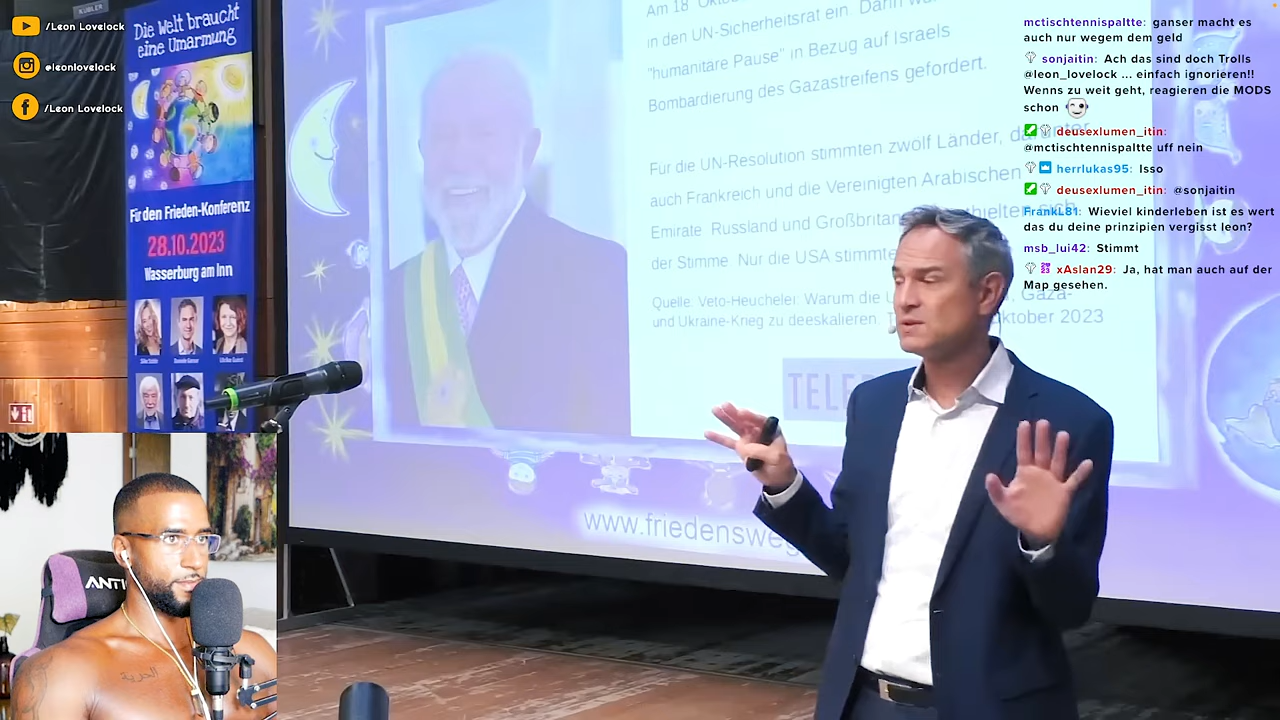 /Leon Lovelock
@leonlovelock
/Leon Lovelock
KÜBLER
Die Welt braucht
eine Umarmung
Für den Frieden-Konferenz
28.10.2023
Wasserburg am Inn
Am 18
in den UN-Sicherheitsrat ein
"humanitäre Pause" in Bezug auf Israels
Bombardierung des Gazastreifens gefordert.
Für die UN-Resolution stimmten zwölf Länder,
auch Frankreich und die Vereinigten Arabischen
Emirate Russland und
der Stimme Nur die USA
Quelle: Veto-Heuchelei: Warum die
und Ukraine-Krieg zu deeskalieren.
2023
www.friedensweg
ANTI
الحرية
mctischtennispaltte: ganser macht es
auch nur wegem dem geld
sonjaitin: Ach das sind doch Trolls
@leon_lovelock ... einfach ignorieren!!
Wenns zu weit geht, reagieren die MODS
schon
deusexlumen_itin:
@mctischtennispaltte uff nein
herrlukas95: Isso
deusexlumen_itin: @sonjaitin
FrankL81: Wieviel kinderleben ist es wert
das du deine prinzipien vergisst leon?
msb_lui42: Stimmt
xAslan29: Ja, hat man auch auf der
Map gesehen.